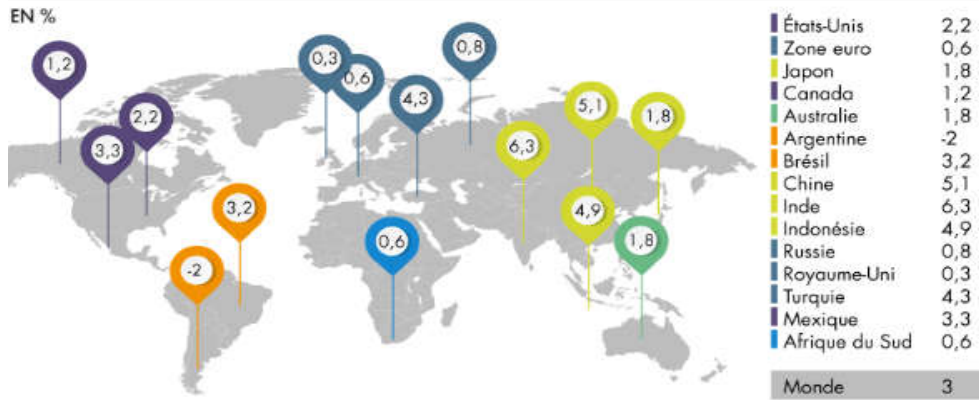 EN %
0,3
0,8
1,2
0,6
4,3
5,1
2,2
1,8
3,3
6,3
3,2
4,9
0,6
1,8
-2
États-Unis 2,2
Zone euro 0,6
Japon 1,8
Canada 1,2
Australie 1,8
Argentine -2
Brésil 3,2
Chine 5,1
Inde 6,3
Indonésie 4,9
Russie 0,8
Royaume-Uni 0,3
Turquie 4,3
Mexique 3,3
Afrique du Sud 0,6
Monde 3